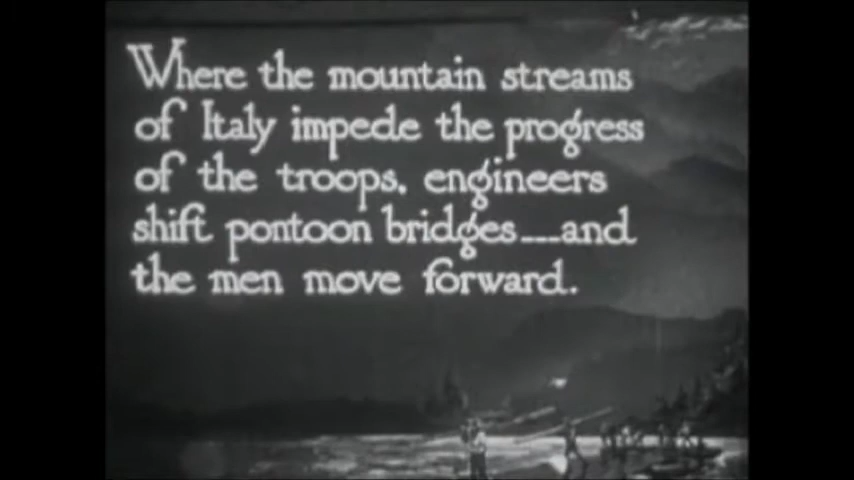 Where the mountain streams
of Italy impede the progress
of the troops, engineers
shift pontoon bridges---and
the men move forward.